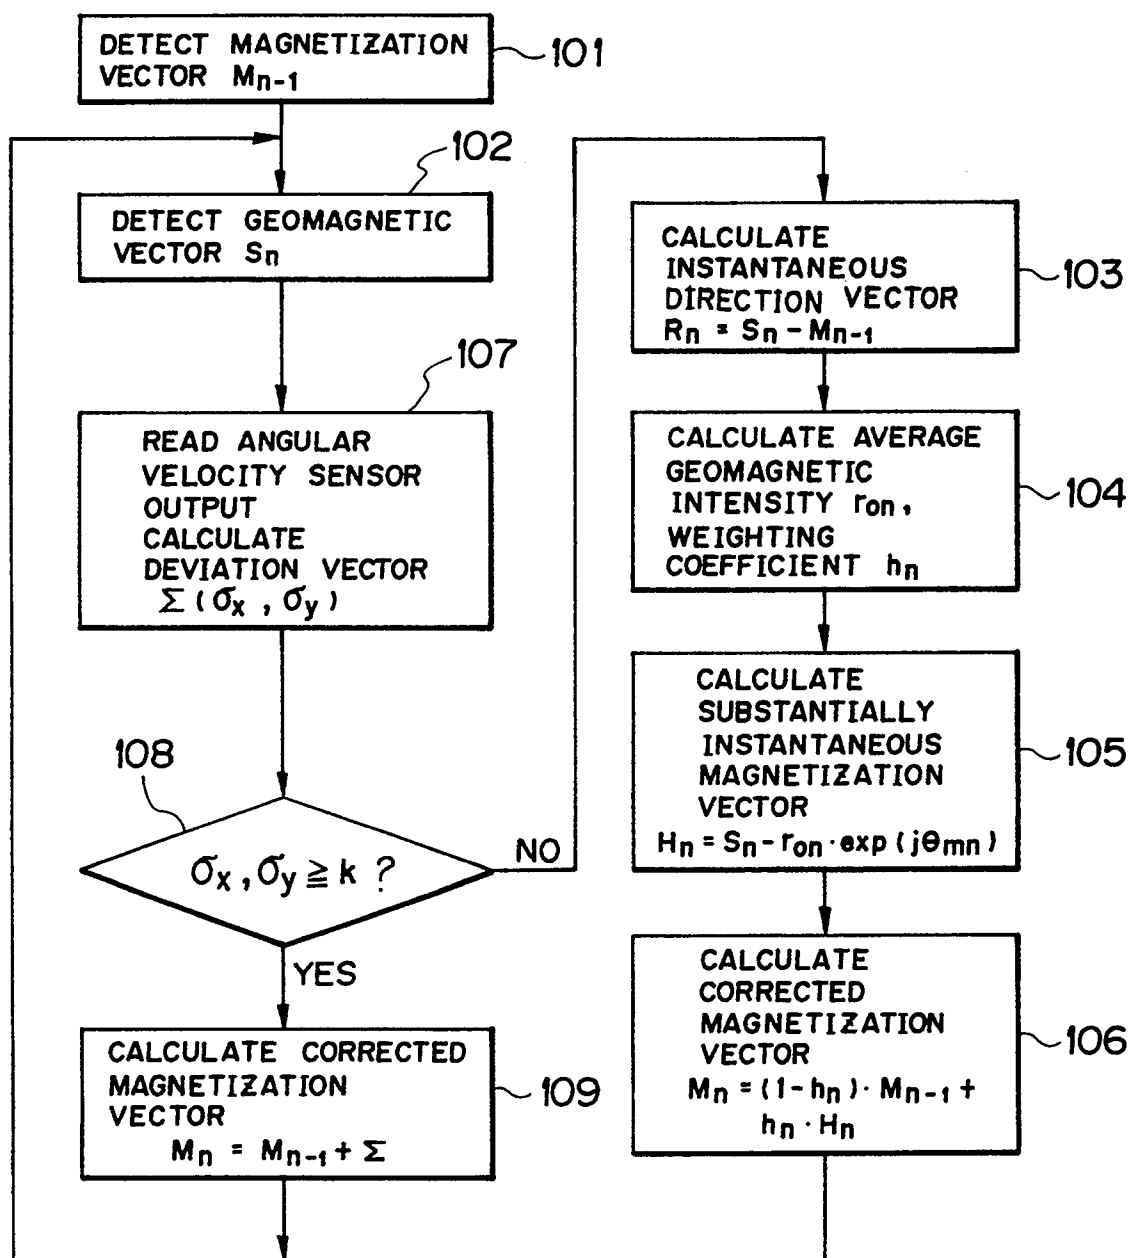 DETECT MAGNETIZATION
VECTOR Mn-1
101
102
DETECT GEOMAGNETIC
VECTOR Sn
107
READ ANGULAR
VELOCITY SENSOR
OUTPUT
CALCULATE
DEVIATION VECTOR
Σ (σx , σy)
108
σx , σy ≧ k ?
NO
YES
CALCULATE CORRECTED
MAGNETIZATION
VECTOR
Mn = Mn-1 + Σ
109
CALCULATE
INSTANTANEOUS
DIRECTION VECTOR
Rn = Sn - Mn-1
103
CALCULATE AVERAGE
GEOMAGNETIC
INTENSITY ron,
WEIGHTING
COEFFICIENT hn
104
CALCULATE
SUBSTANTIALLY
INSTANTANEOUS
MAGNETIZATION
VECTOR
Hn = Sn - ron · exp (jθmn)
105
CALCULATE
CORRECTED
MAGNETIZATION
VECTOR
Mn = (1-hn) · Mn-1 +
hn · Hn
106